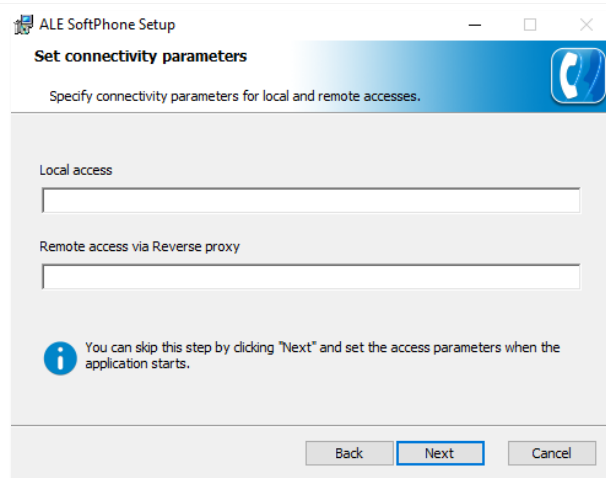 ALE SoftPhone Setup
Set connectivity parameters
Specify connectivity parameters for local and remote accesses.
Local access
Remote access via Reverse proxy
You can skip this step by clicking "Next" and set the access parameters when the
application starts.
Back Next Cancel